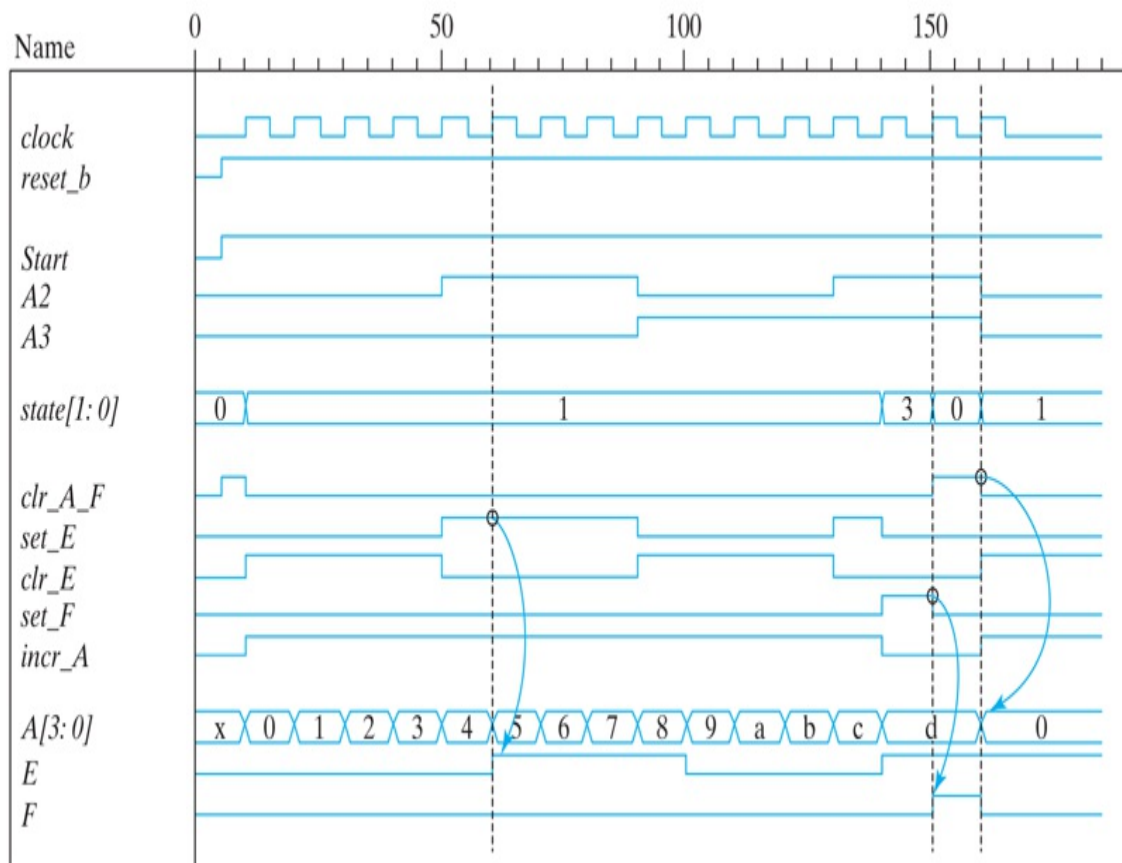 0 50 100 150
Name
clock
reset_b
Start
A2
A3
state[1: 0] 0 1 3 0 1
clr_A_F
set_E
clr_E
set_F
incr_A
A[3: 0] x 0 1 2 3 4 5 6 7 8 9 a b c d 0
E
F